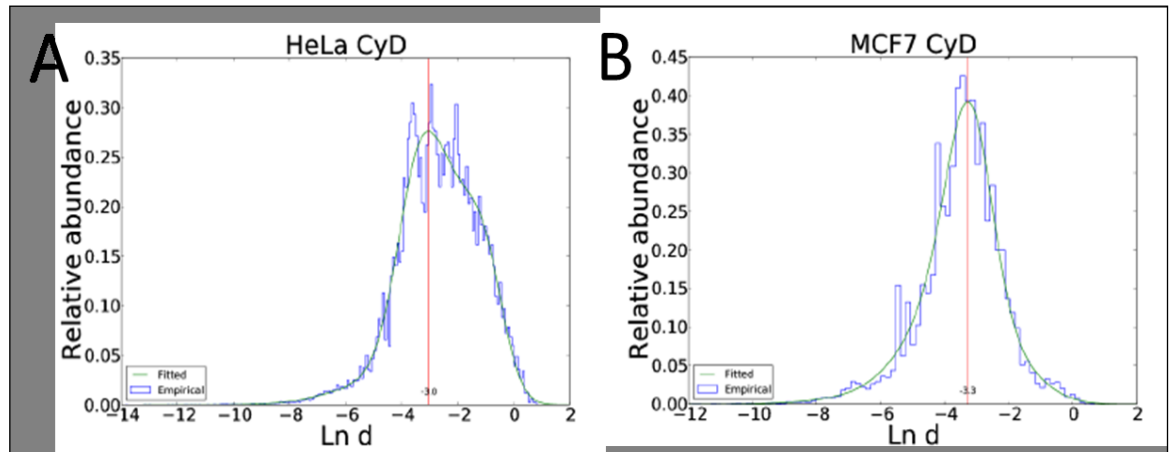 A
HeLa CyD
Relative abundance
0.35
0.30
0.25
0.20
0.15
0.10
0.05
0.00
Fitted
Empirical
-3.0
−14 −12 −10 −8 −6 −4 −2 0 2
Ln d
B
MCF7 CyD
Relative abundance
0.45
0.40
0.35
0.30
0.25
0.20
0.15
0.10
0.05
0.00
Fitted
Empirical
-3.3
−12 −10 −8 −6 −4 −2 0 2
Ln d